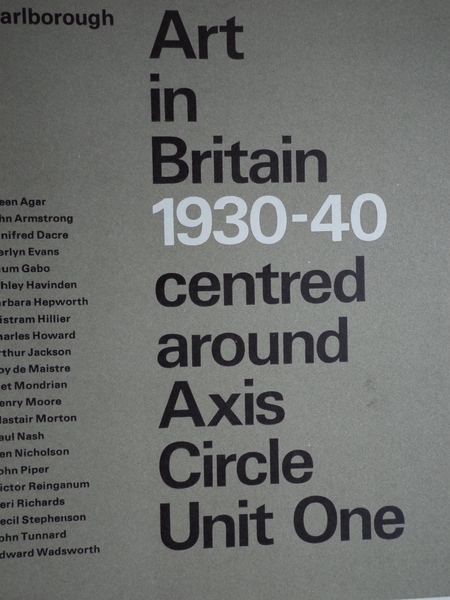 arlborough
Art
in
Britain
1930-40
centred
around
Axis
Circle
Unit One
een Agar
hn Armstrong
nifred Dacre
erlyn Evans
um Gabo
hley Havinden
arbara Hepworth
istram Hillier
harles Howard
rthur Jackson
oy de Maistre
et Mondrian
enry Moore
lastair Morton
aul Nash
en Nicholson
ohn Piper
ictor Reinganum
eri Richards
ecil Stephenson
ohn Tunnard
dward Wadsworth